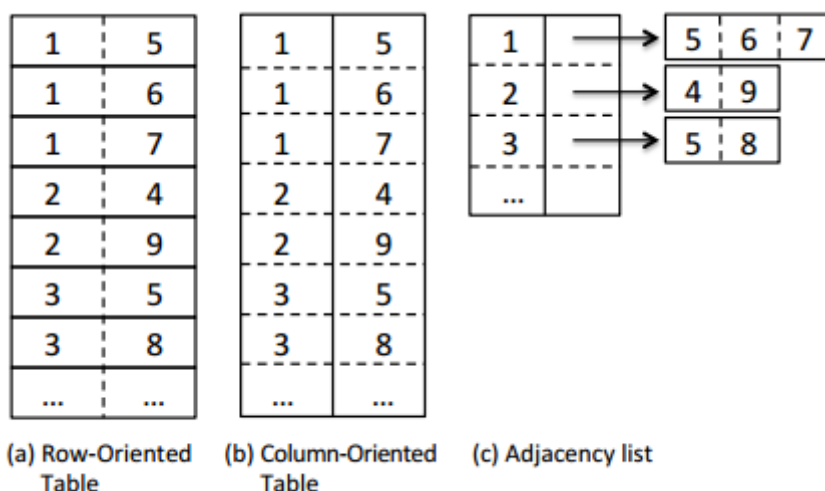 1 5
1 6
1 7
2 4
2 9
3 5
3 8
... ...
(a) Row-Oriented
Table
1 5
1 6
1 7
2 4
2 9
3 5
3 8
... ...
(b) Column-Oriented
Table
1 5 6 7
2 4 9
3 5 8
...
(c) Adjacency list